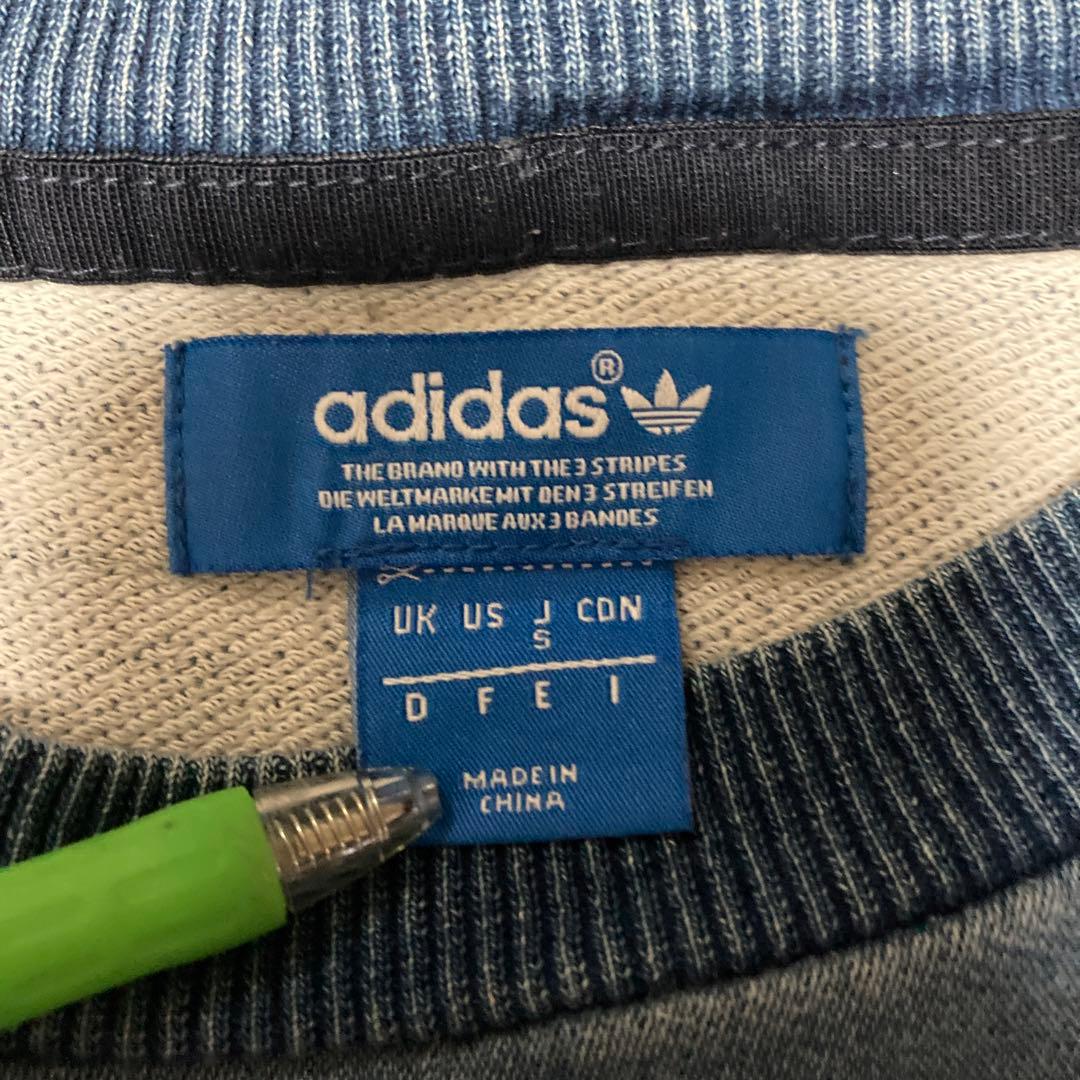 adidas®
THE BRAND WITH THE 3 STRIPES
DIE WELTMARKE MIT DEN 3 STREIFEN
LA MARQUE AUX 3 BANDES
UK US J CDN
S
D F E I
MADE IN
CHINA